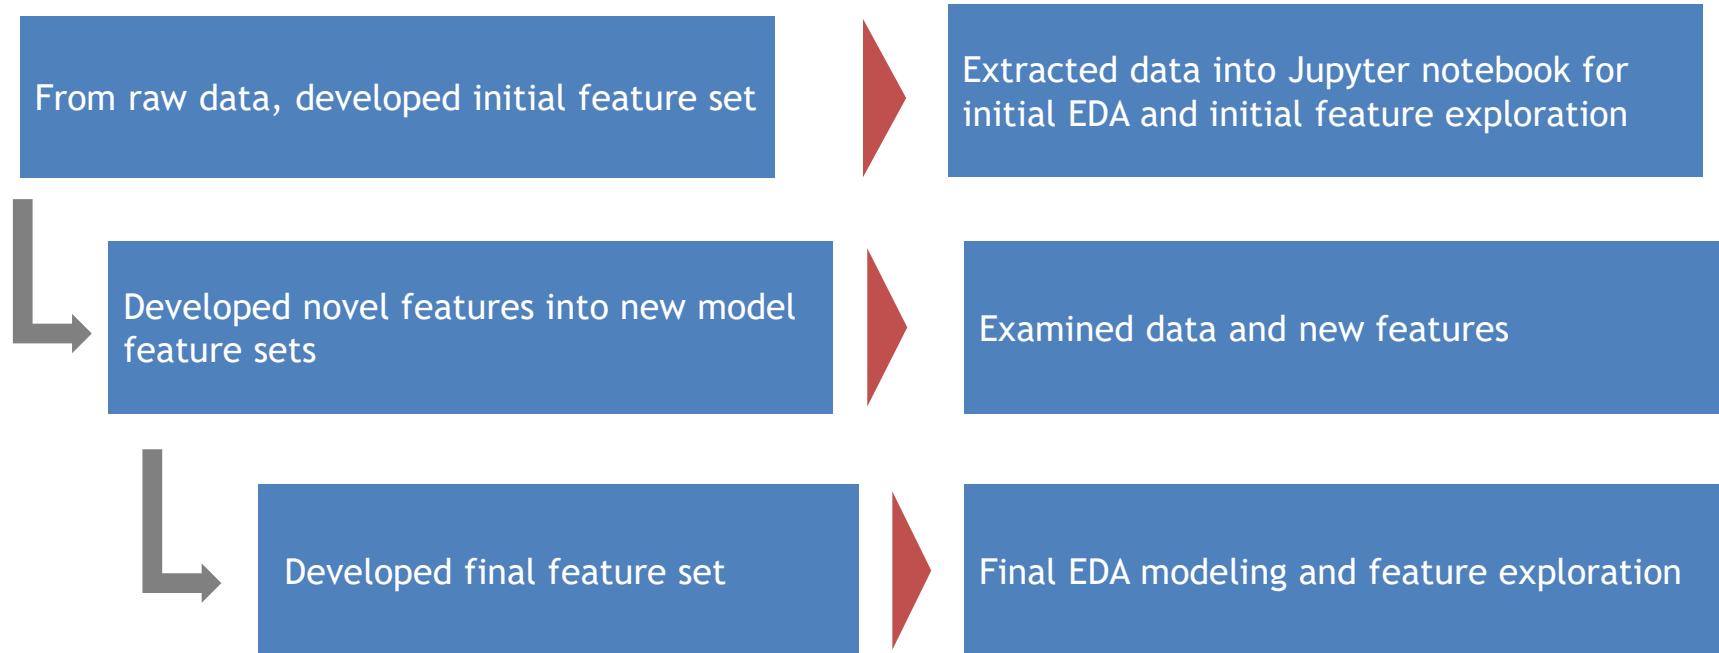 From raw data, developed initial feature set
Extracted data into Jupyter notebook for
initial EDA and initial feature exploration
Developed novel features into new model
feature sets
Examined data and new features
Developed final feature set
Final EDA modeling and feature exploration